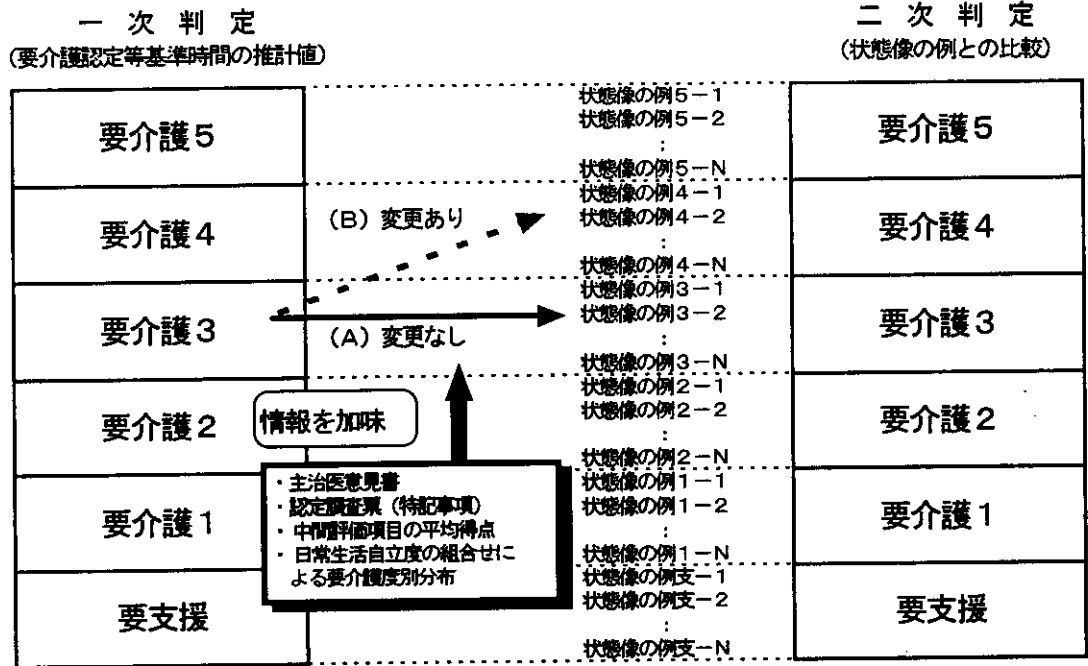 一 次 判 定
(要介護認定等基準時間の推計値)
二 次 判 定
(状態像の例との比較)
要介護5
要介護4
要介護3
要介護2
要介護1
要支援
(B) 変更あり
(A) 変更なし
情報を加味
・主治医意見書
・認定調査票(特記事項)
・中間評価項目の平均得点
・日常生活自立度の組合せに
よる要介護度別分布
状態像の例5-1
状態像の例5-2
:
状態像の例5-N
状態像の例4-1
状態像の例4-2
:
状態像の例4-N
状態像の例3-1
状態像の例3-2
:
状態像の例3-N
状態像の例2-1
状態像の例2-2
:
状態像の例2-N
状態像の例1-1
状態像の例1-2
:
状態像の例1-N
状態像の例支-1
状態像の例支-2
:
状態像の例支-N
要介護5
要介護4
要介護3
要介護2
要介護1
要支援